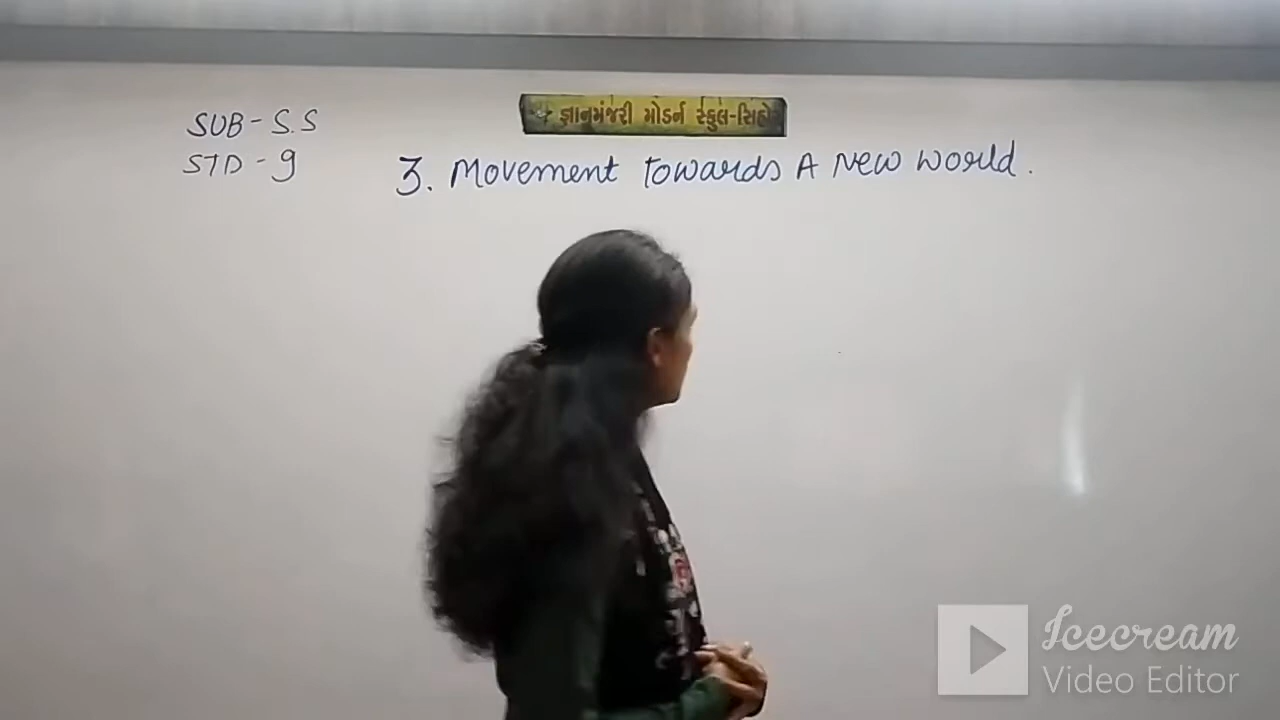 જ્ઞાનમંજરી મોડર્ન સ્કુલ-સિહોર
SUB - S.S
STD - 9
3. Movement Towards A New World.
Icecream
Video Editor